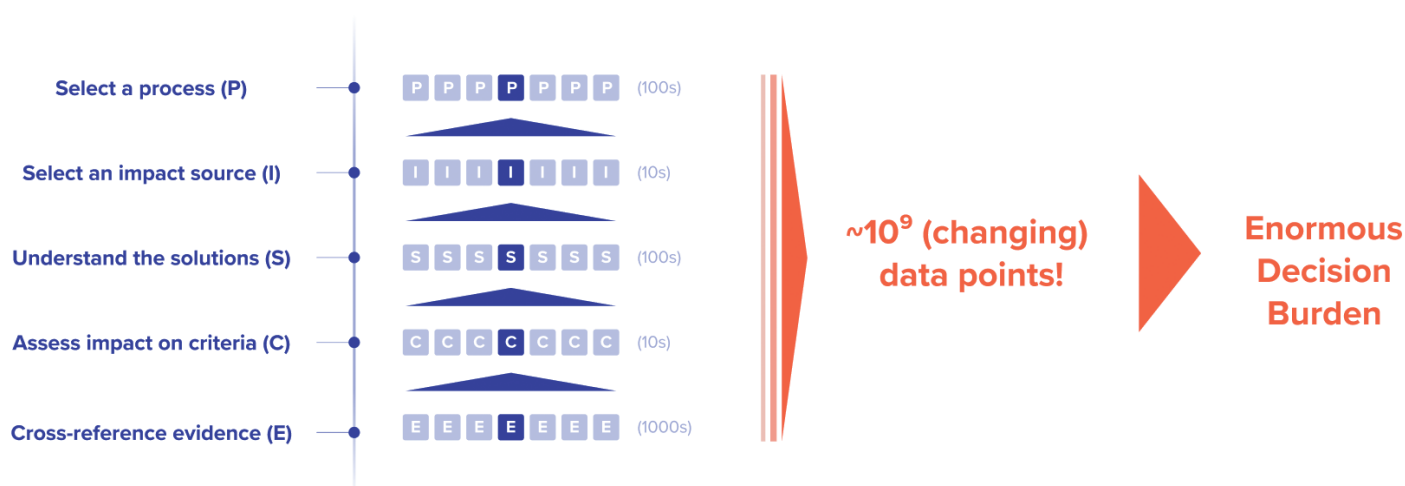 Select a process (P)
P P P P P P P (100s)
Select an impact source (I)
I I I I I I I (10s)
Understand the solutions (S)
S S S S S S S (100s)
Assess impact on criteria (C)
C C C C C C C (10s)
Cross-reference evidence (E)
E E E E E E E (1000s)
~10⁹ (changing)
data points!
Enormous
Decision
Burden